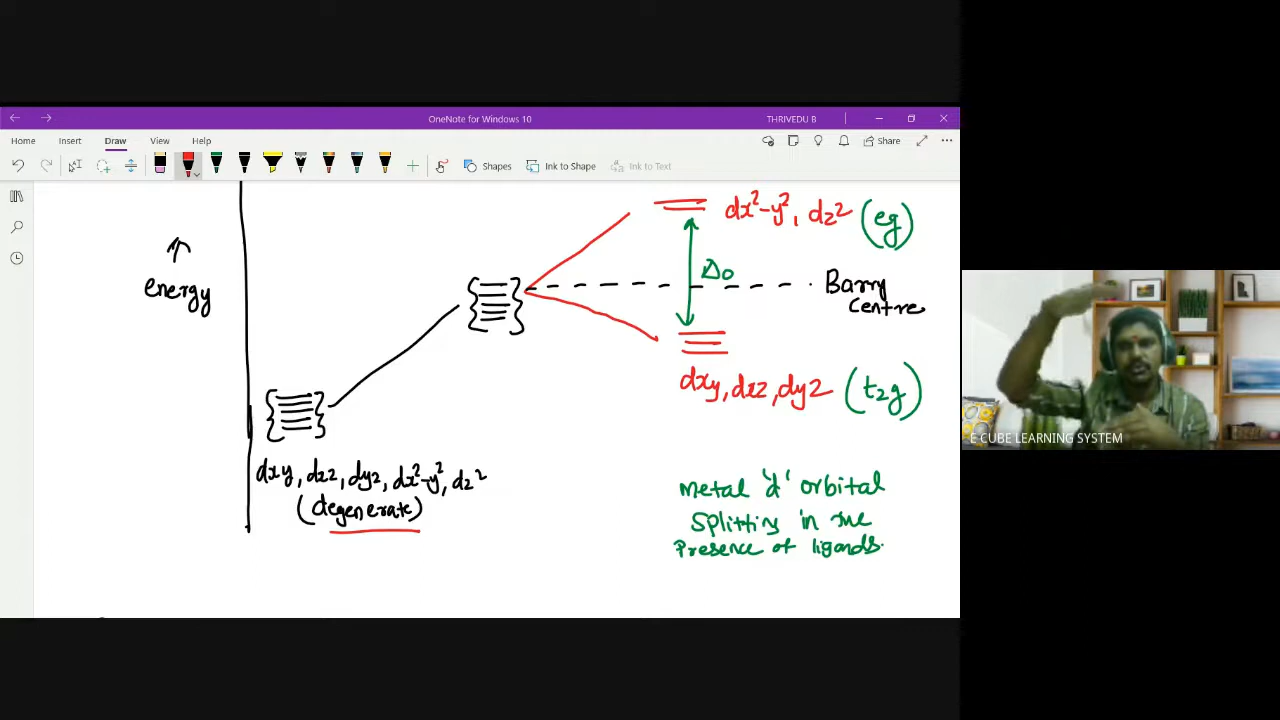 OneNote for Windows 10
THRIVEDU B
Home Insert Draw View Help
Share
Shapes
Ink to Shape
Ink to Text
dx²-y², dz² (eg)
Δo
↑
energy
Barry
Centre
dxy, dxz, dyz (t₂g)
dxy, dxz, dyz, dx²-y², dz²
(degenerate)
Metal 'd' orbital
Splitting in the
Presence of ligands.
E CUBE LEARNING SYSTEM